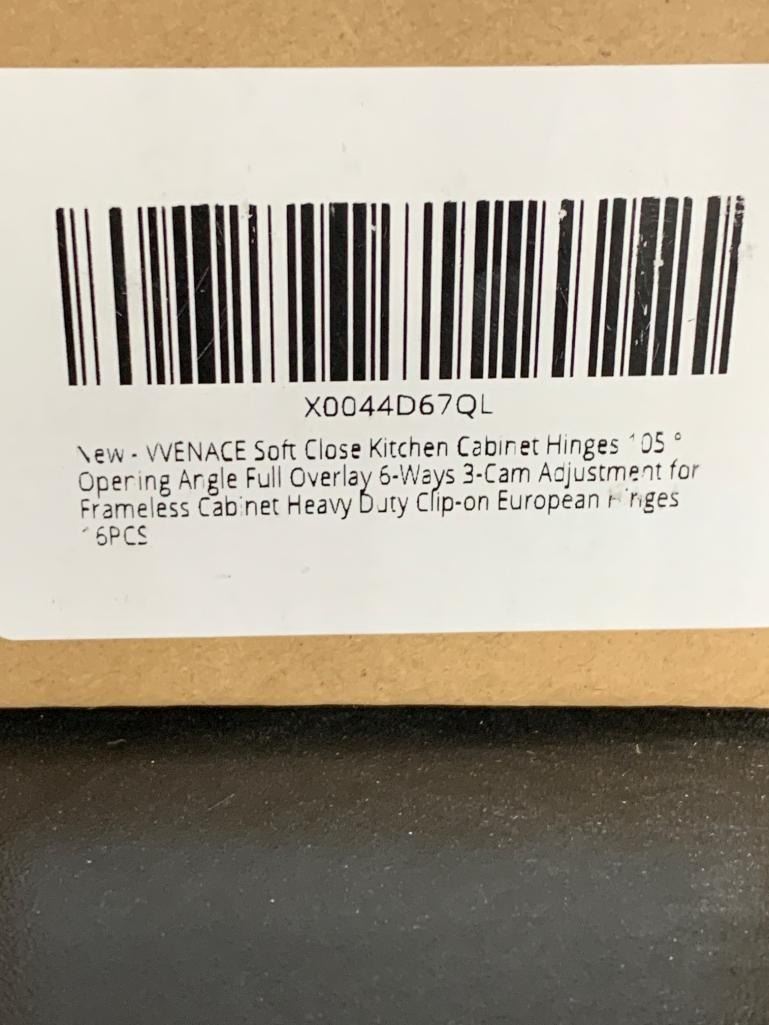 X0044D67QL
New - VVENACE Soft Close Kitchen Cabinet Hinges 105 °
Opening Angle Full Overlay 6-Ways 3-Cam Adjustment for
Frameless Cabinet Heavy Duty Clip-on European Hinges
16PCS